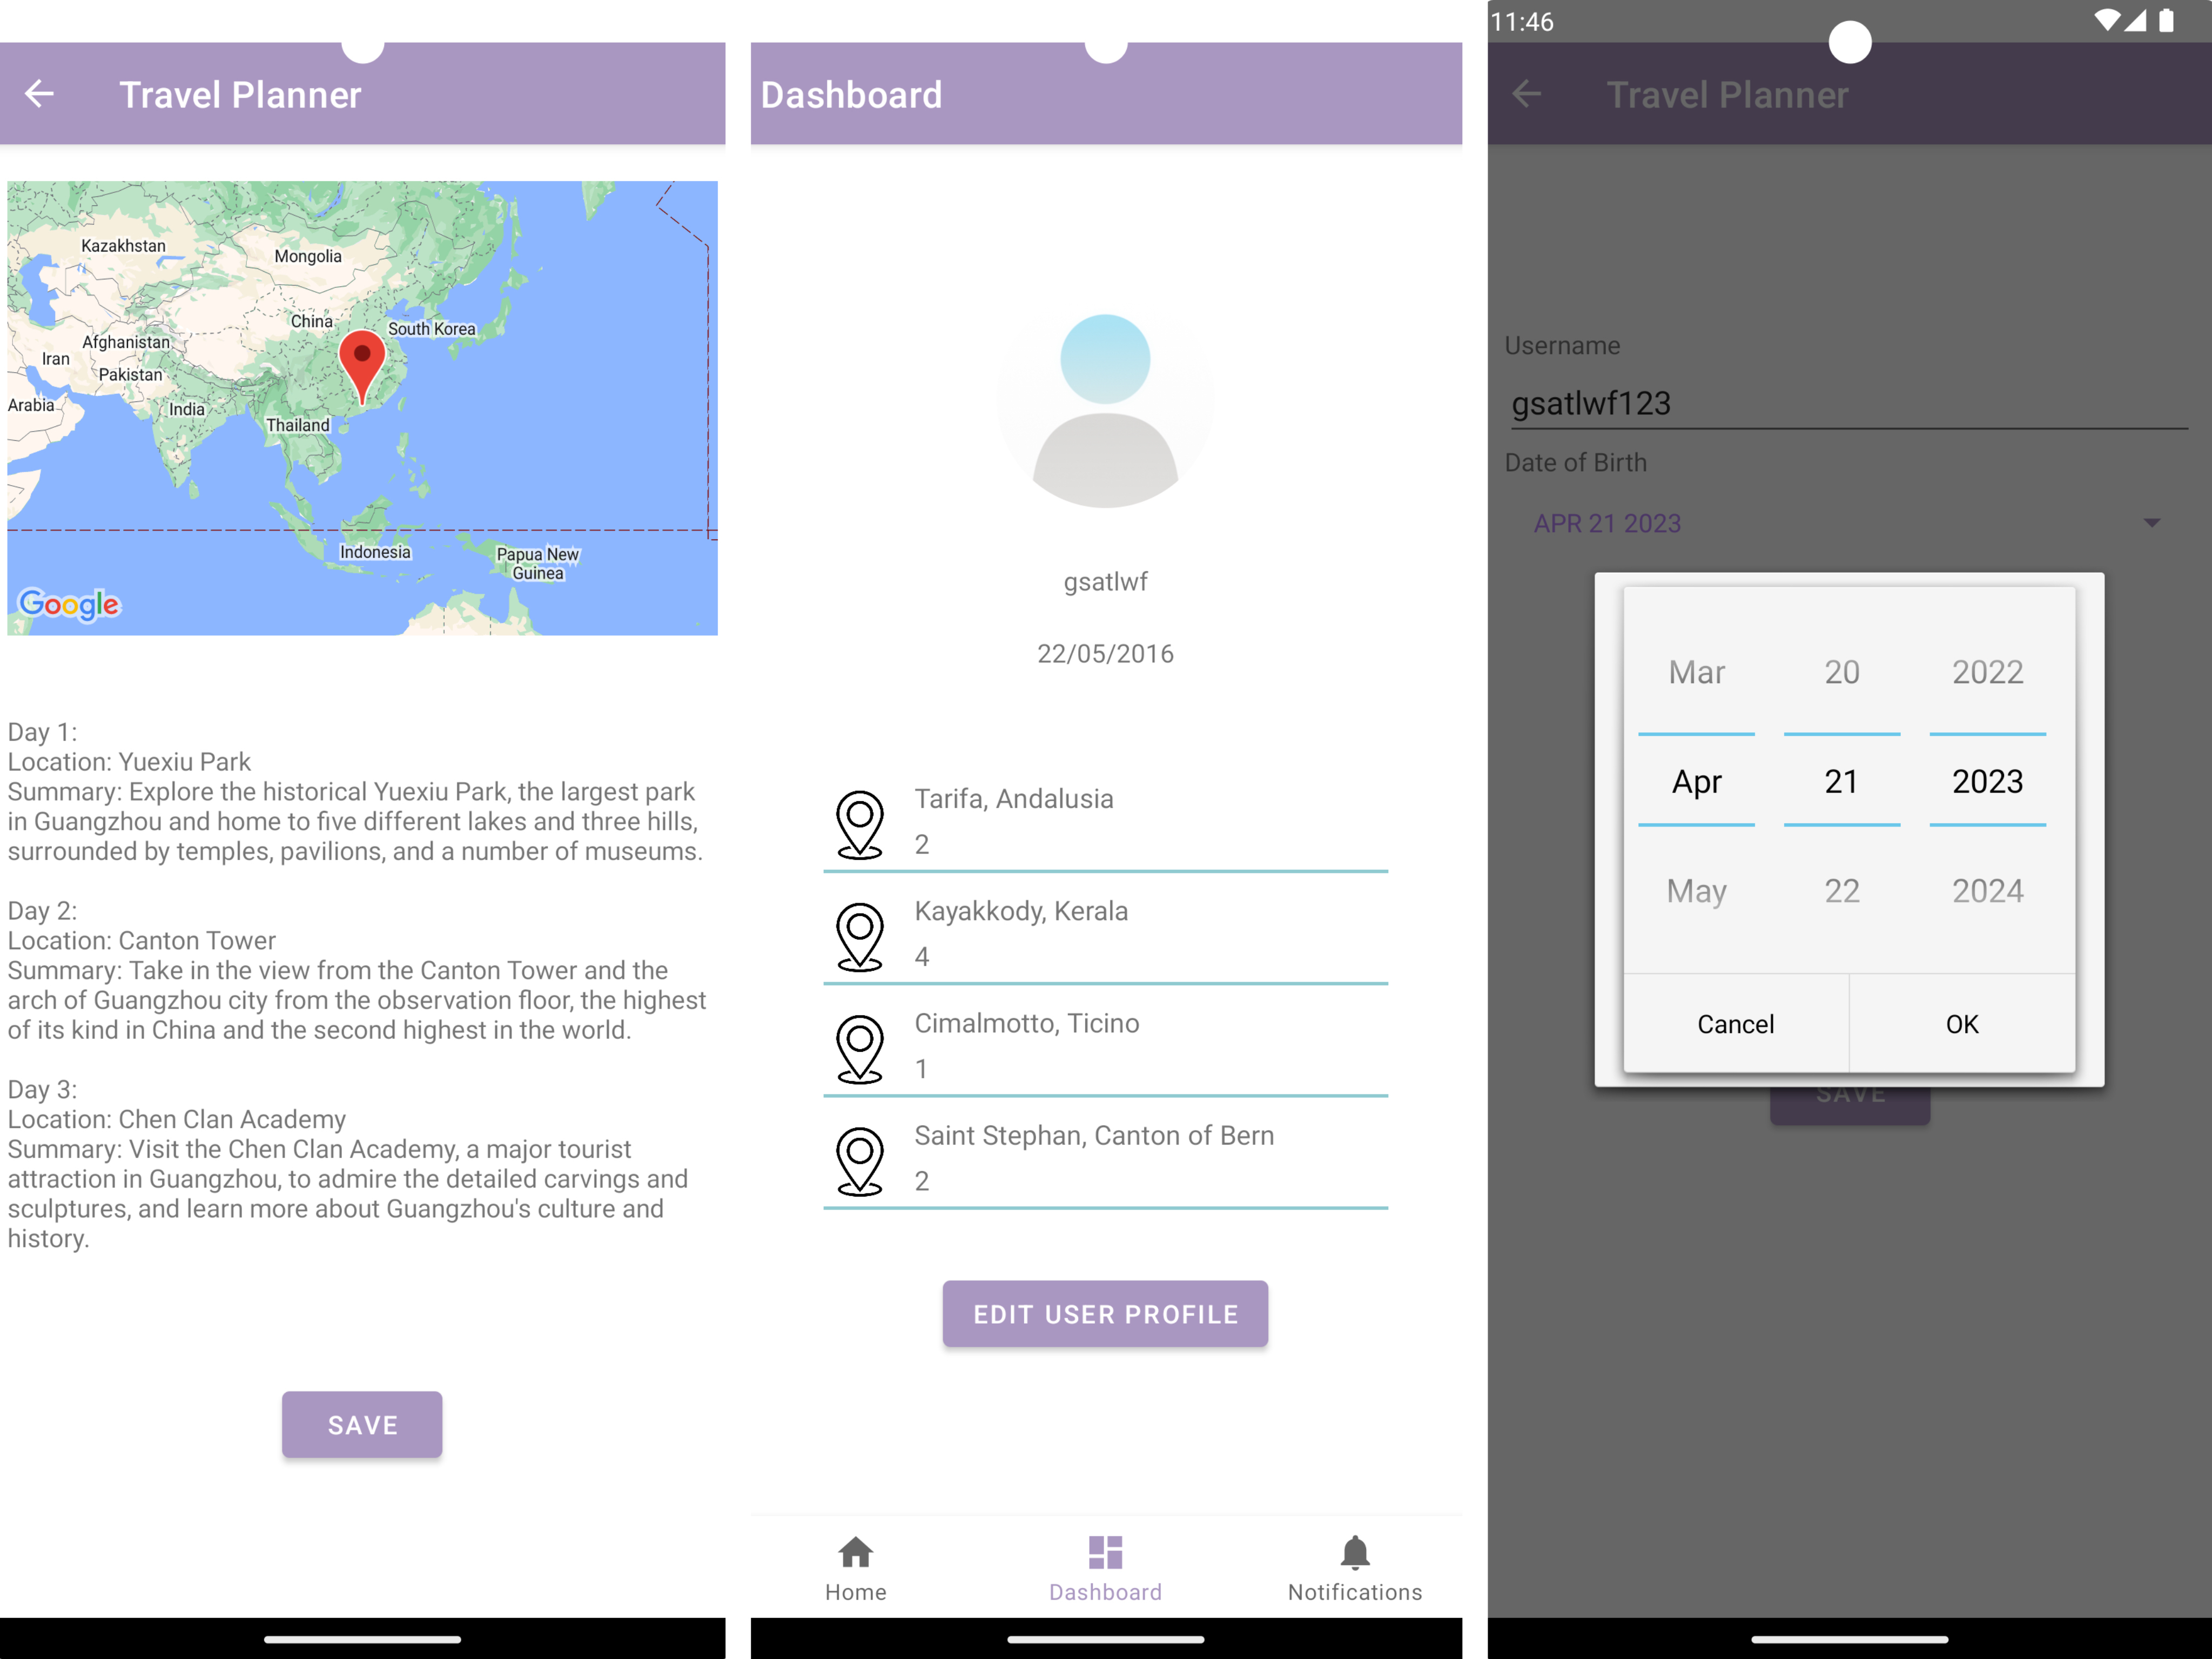 Travel Planner
Kazakhstan
Mongolia
China
South Korea
Afghanistan
Iran
Pakistan
Arabia
India
Thailand
Indonesia
Papua New
Guinea
Google
Day 1:
Location: Yuexiu Park
Summary: Explore the historical Yuexiu Park, the largest park
in Guangzhou and home to five different lakes and three hills,
surrounded by temples, pavilions, and a number of museums.
Day 2:
Location: Canton Tower
Summary: Take in the view from the Canton Tower and the
arch of Guangzhou city from the observation floor, the highest
of its kind in China and the second highest in the world.
Day 3:
Location: Chen Clan Academy
Summary: Visit the Chen Clan Academy, a major tourist
attraction in Guangzhou, to admire the detailed carvings and
sculptures, and learn more about Guangzhou's culture and
history.
SAVE
Dashboard
gsatlwf
22/05/2016
Tarifa, Andalusia
2
Kayakkody, Kerala
4
Cimalmotto, Ticino
1
Saint Stephan, Canton of Bern
2
EDIT USER PROFILE
Home
Dashboard
Notifications
11:46
Travel Planner
Username
gsatlwf123
Date of Birth
APR 21 2023
Mar 20 2022
Apr 21 2023
May 22 2024
Cancel OK
SAVE